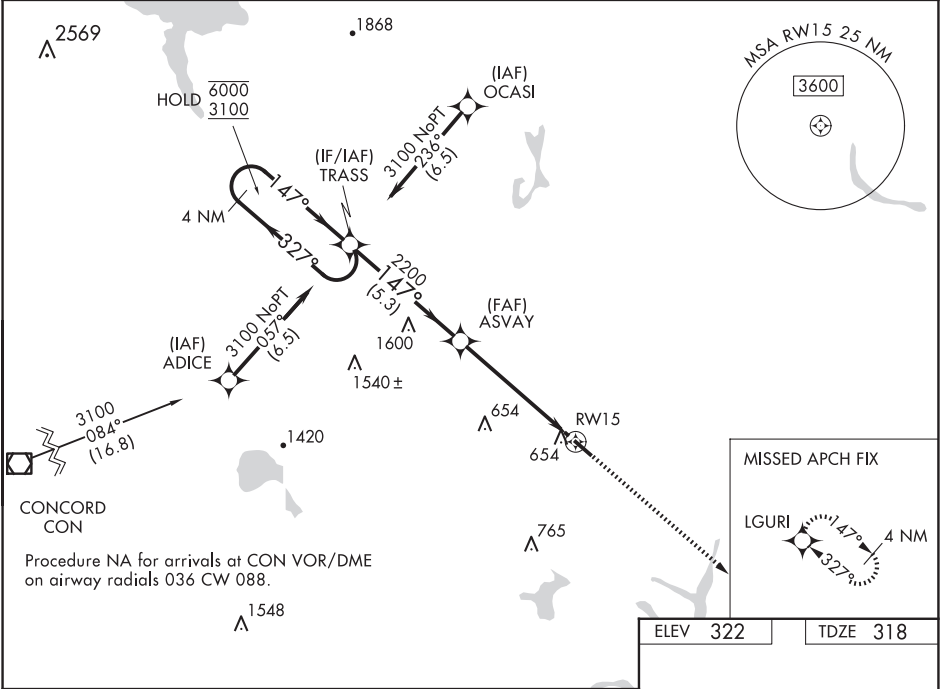 2569
1868
MSA RW15 25 NM
3600
HOLD 6000
3100
(IAF)
OCASI
3100 NoPT
236°
(6.5)
(IF/IAF)
TRASS
147°
4 NM
327°
2200
147°
(5.3)
(FAF)
ASVAY
3100 NoPT
057°
(6.5)
(IAF)
ADICE
1600
1540 ±
3100
084°
(16.8)
1420
654
RW15
654
CONCORD
CON
Procedure NA for arrivals at CON VOR/DME
on airway radials 036 CW 088.
765
1548
MISSED APCH FIX
LGURI
147°
4 NM
327°
ELEV 322
TDZE 318